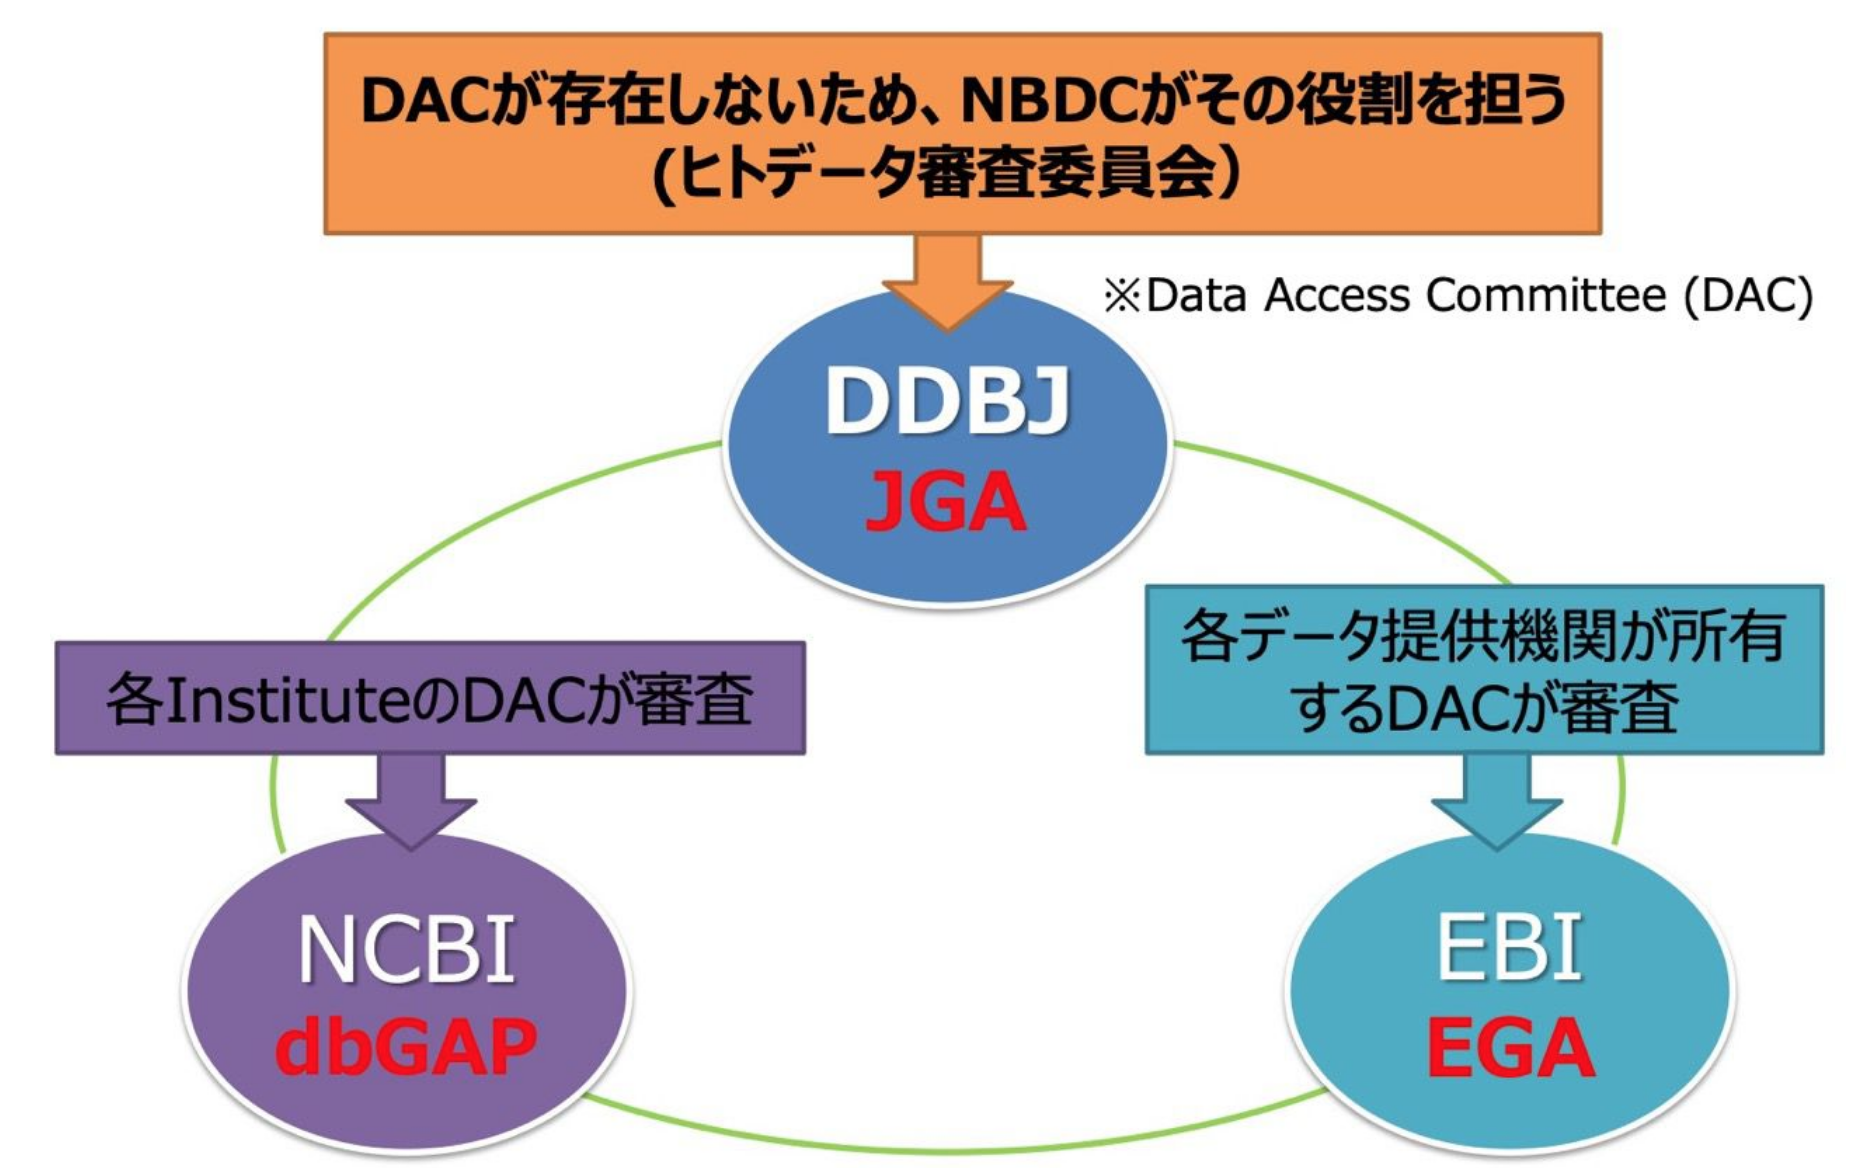 DACが存在しないため、NBDCがその役割を担う
(ヒトデータ審査委員会）
※Data Access Committee (DAC)
DDBJ
JGA
各データ提供機関が所有
するDACが審査
各InstituteのDACが審査
NCBI
dbGAP
EBI
EGA